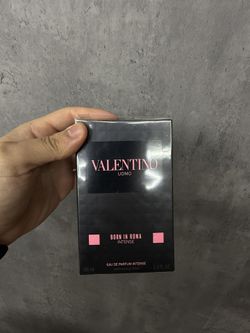 VALENTINO
UOMO
BORN IN ROMA
INTENSE
EAU DE PARFUM INTENSE